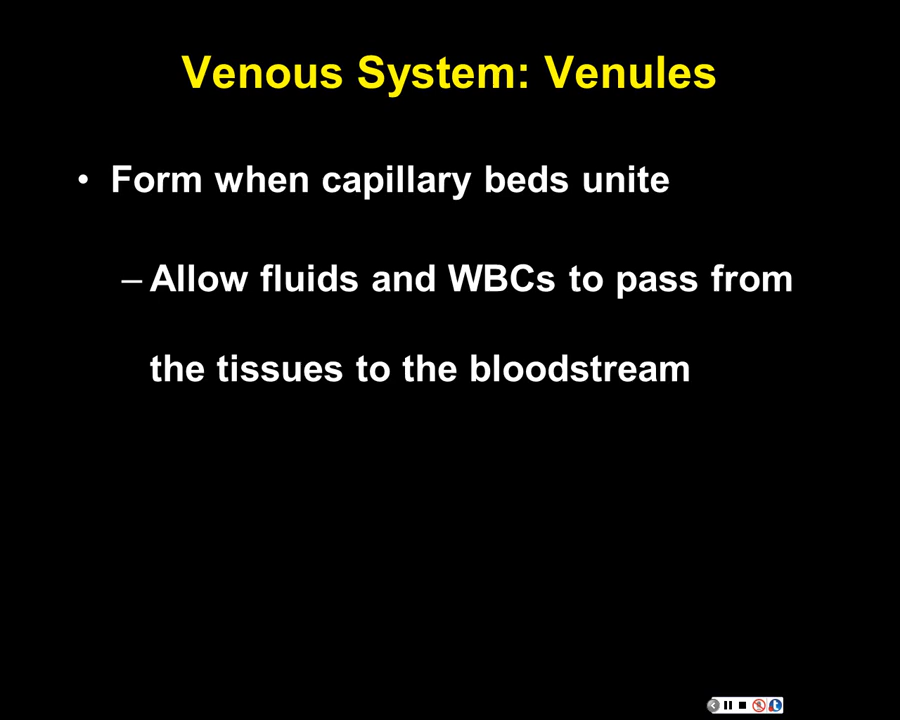 Venous System: Venules
• Form when capillary beds unite
– Allow fluids and WBCs to pass from
the tissues to the bloodstream